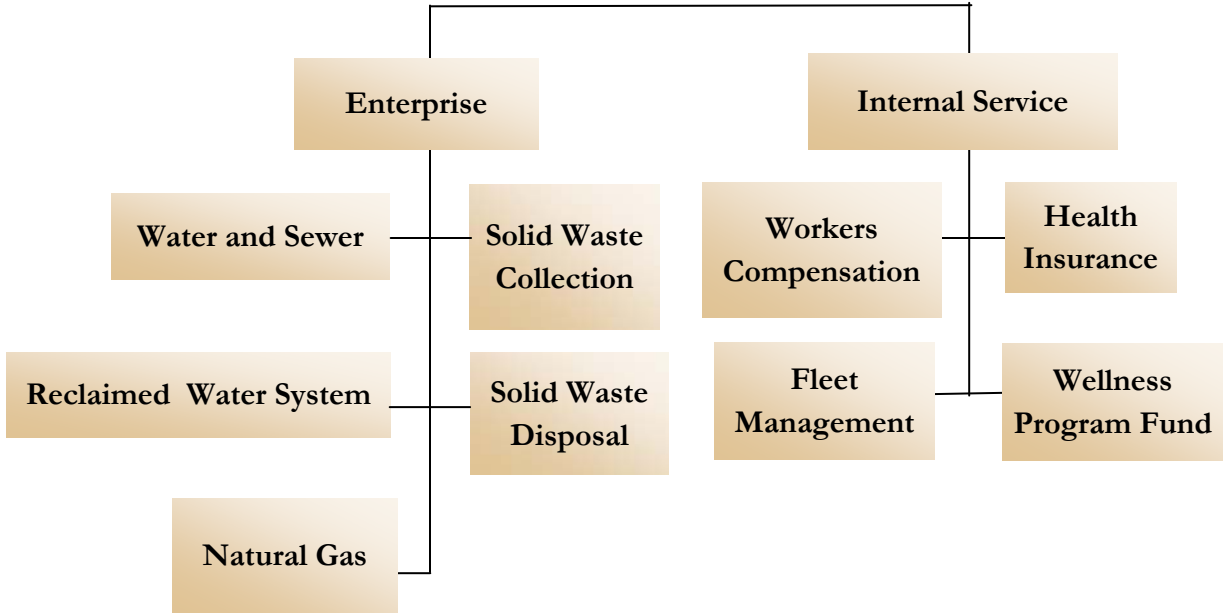 Enterprise
Internal Service
Water and Sewer
Solid Waste
Collection
Workers
Compensation
Health
Insurance
Reclaimed Water System
Solid Waste
Disposal
Fleet
Management
Wellness
Program Fund
Natural Gas